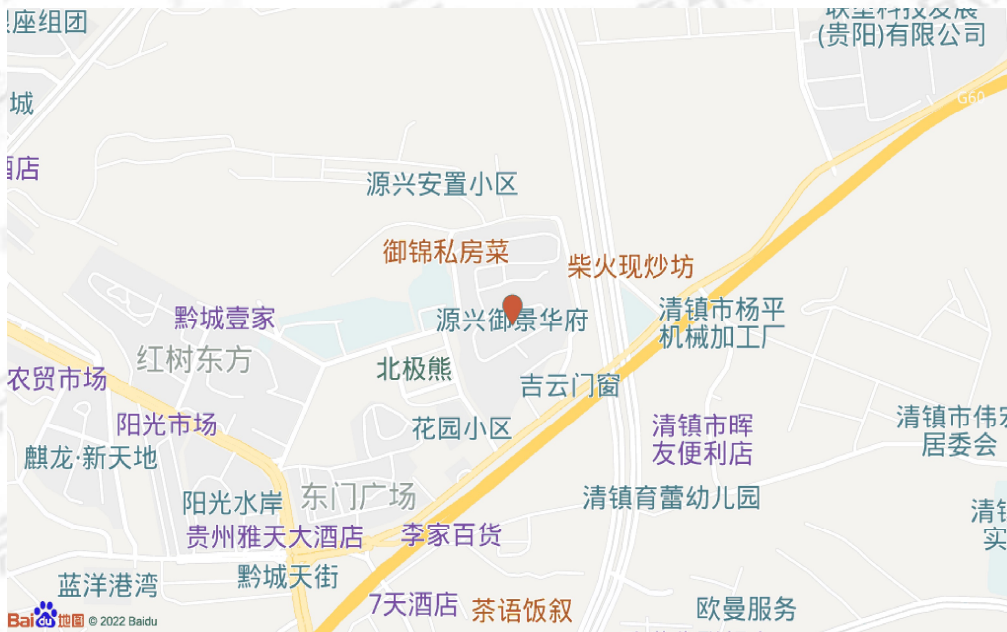 座组团
展
(贵阳)有限公司
城
G60
酒店
源兴安置小区
御锦私房菜
柴火现炒坊
黔城壹家
源兴御景华府
清镇市杨平
机械加工厂
红树东方
北极熊
农贸市场
吉云门窗
阳光市场
花园小区
清镇市晖
友便利店
清镇市伟宏
居委会
麒龙·新天地
阳光水岸
东门广场
清镇育蕾幼儿园
清镇
实
贵州雅天大酒店
李家百货
黔城天街
蓝洋港湾
7天酒店
茶语饭叙
欧曼服务
Baidu地图 © 2022 Baidu